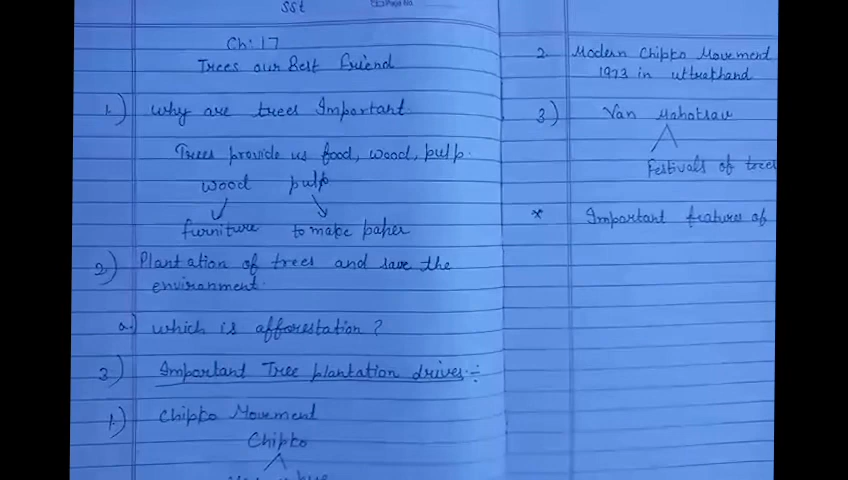 SSt
Page No.
Ch: 17
Trees our Best friend
1.) Why are trees Important
Trees provide us food, wood, pulp.
wood pulp
furniture to make paper
2.) Plantation of trees and save the
environment.
a.) which is afforestation?
3) Important Tree plantation drives:-
1.) Chipko Movement
Chipko
2. Modern Chipko Movement
1973 in uttrakhand
3) Van Mahotsav
Festivals of trees
* Important features of